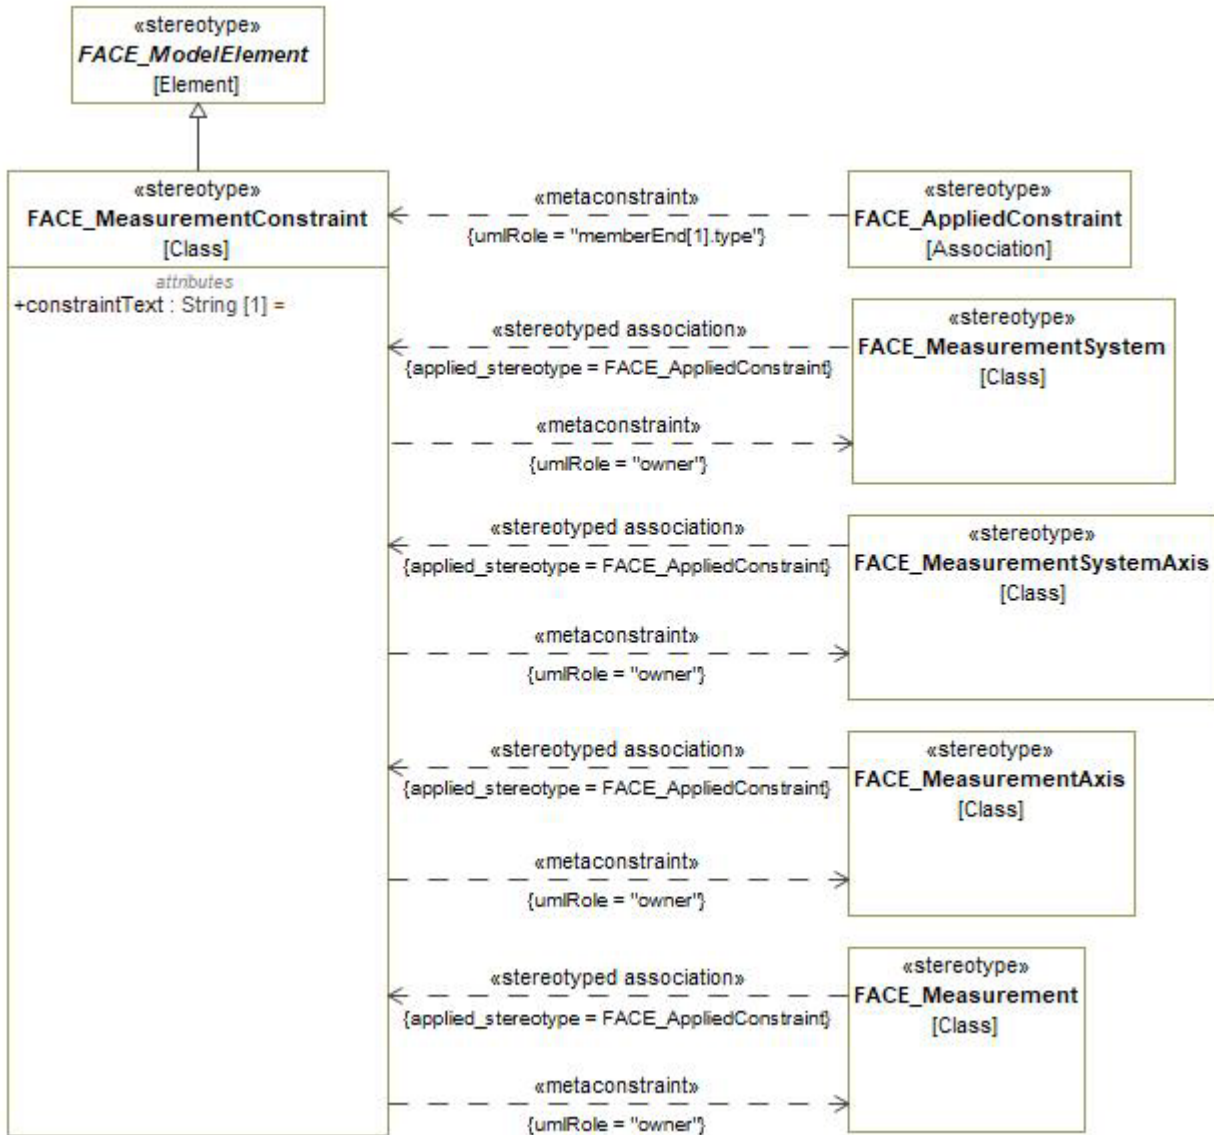 «stereotype»
FACE_ModelElement
[Element]
«stereotype»
FACE_MeasurementConstraint
[Class]
attributes
+constraintText : String [1] =
«metaconstraint»
{umlRole = "memberEnd[1].type"}
«stereotype»
FACE_AppliedConstraint
[Association]
«stereotyped association»
{applied_stereotype = FACE_AppliedConstraint}
«metaconstraint»
{umlRole = "owner"}
«stereotype»
FACE_MeasurementSystem
[Class]
«stereotyped association»
{applied_stereotype = FACE_AppliedConstraint}
«metaconstraint»
{umlRole = "owner"}
«stereotype»
FACE_MeasurementSystemAxis
[Class]
«stereotyped association»
{applied_stereotype = FACE_AppliedConstraint}
«metaconstraint»
{umlRole = "owner"}
«stereotype»
FACE_MeasurementAxis
[Class]
«stereotyped association»
{applied_stereotype = FACE_AppliedConstraint}
«metaconstraint»
{umlRole = "owner"}
«stereotype»
FACE_Measurement
[Class]